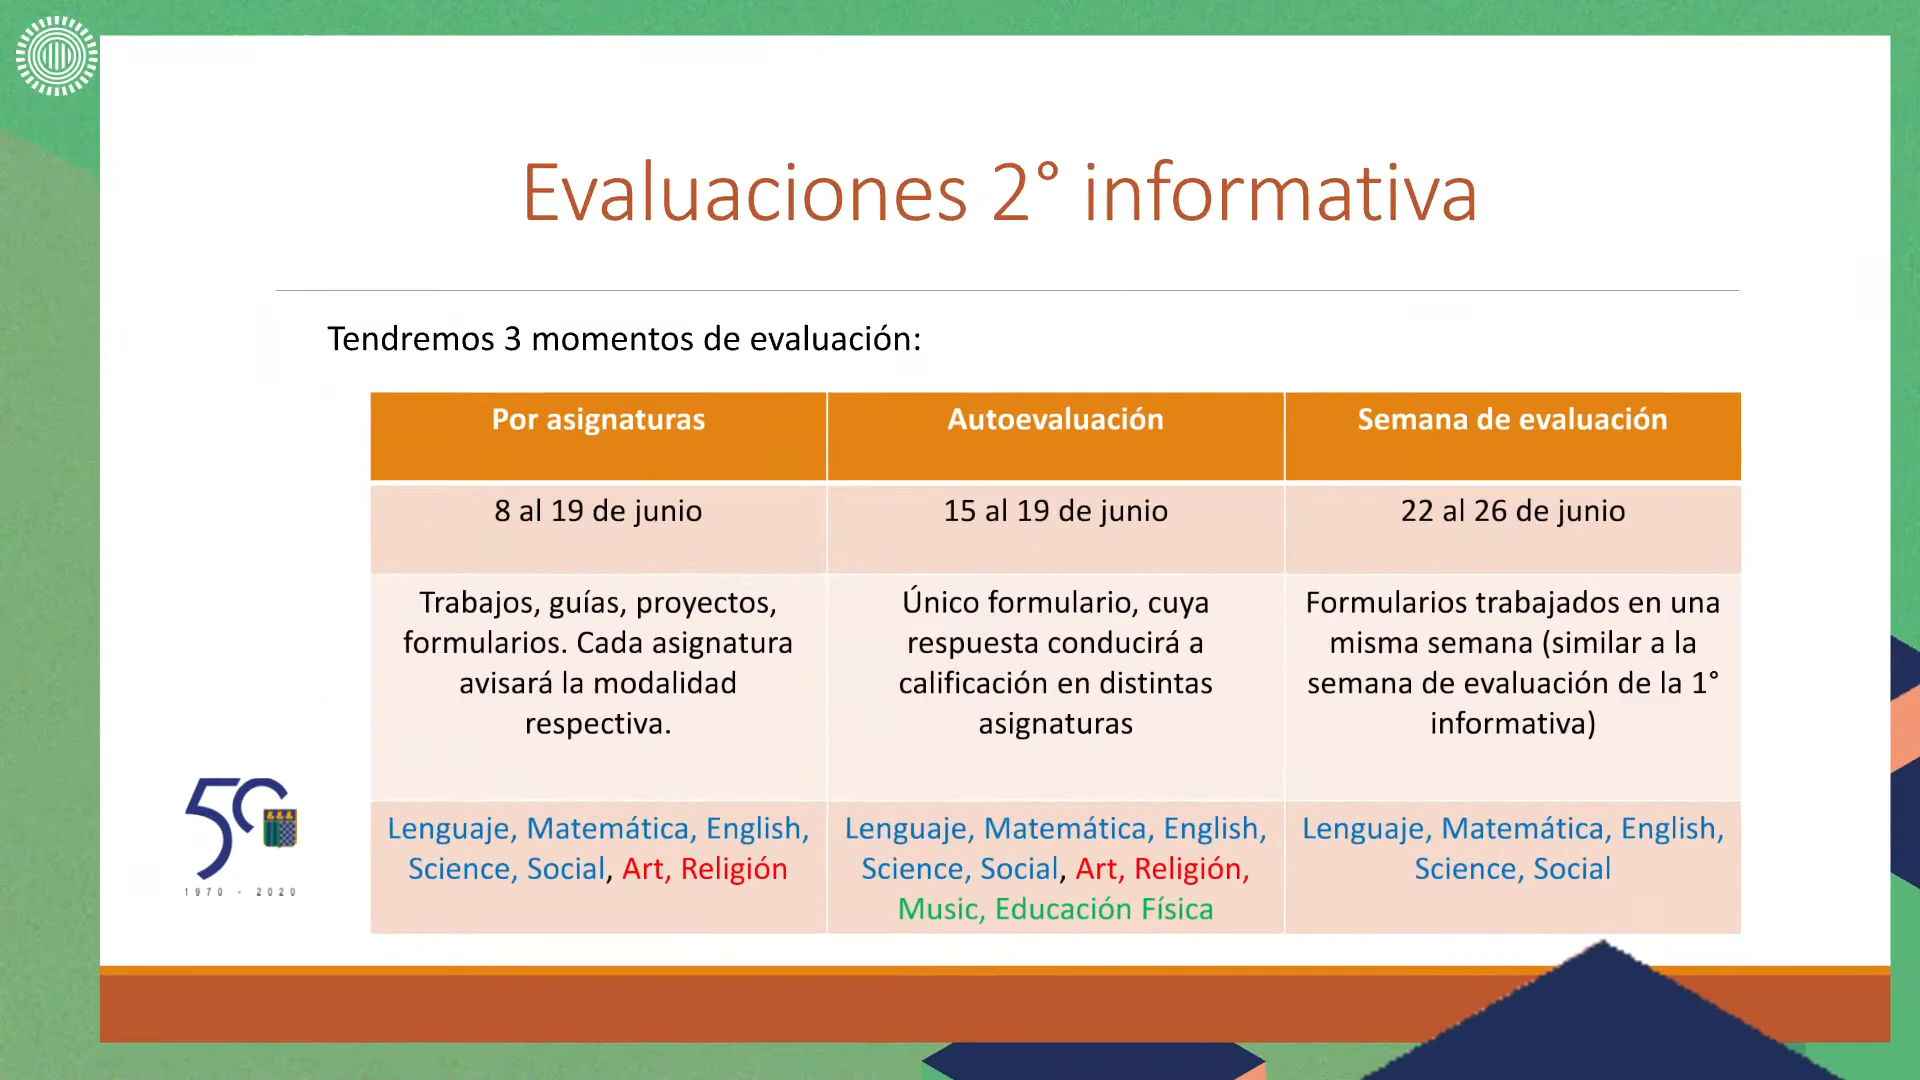 Evaluaciones 2° informativa
Tendremos 3 momentos de evaluación:
Por asignaturas
Autoevaluación
Semana de evaluación
8 al 19 de junio
15 al 19 de junio
22 al 26 de junio
Trabajos, guías, proyectos,
formularios. Cada asignatura
avisará la modalidad
respectiva.
Único formulario, cuya
respuesta conducirá a
calificación en distintas
asignaturas
Formularios trabajados en una
misma semana (similar a la
semana de evaluación de la 1°
informativa)
Lenguaje, Matemática, English,
Science, Social, Art, Religión
Lenguaje, Matemática, English,
Science, Social, Art, Religión,
Music, Educación Física
Lenguaje, Matemática, English,
Science, Social
50
1970 - 2020